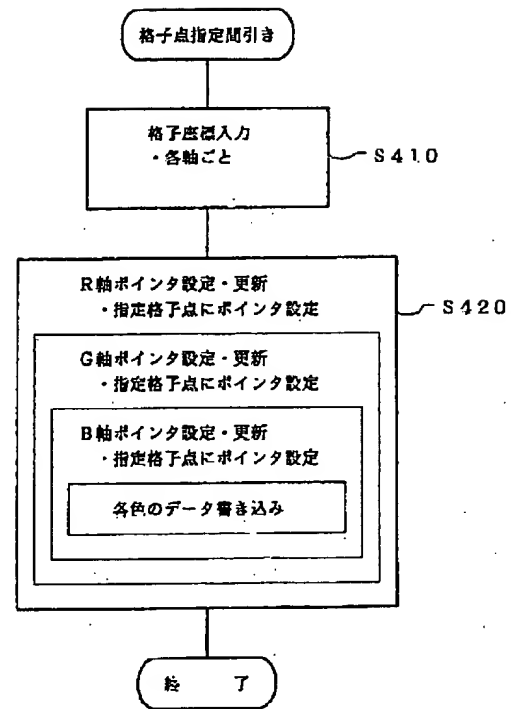 格子点指定間引き
格子座標入力
・各軸ごと
S410
R軸ポインタ設定・更新
・指定格子点にポインタ設定
S420
G軸ポインタ設定・更新
・指定格子点にポインタ設定
B軸ポインタ設定・更新
・指定格子点にポインタ設定
各色のデータ書き込み
終 了